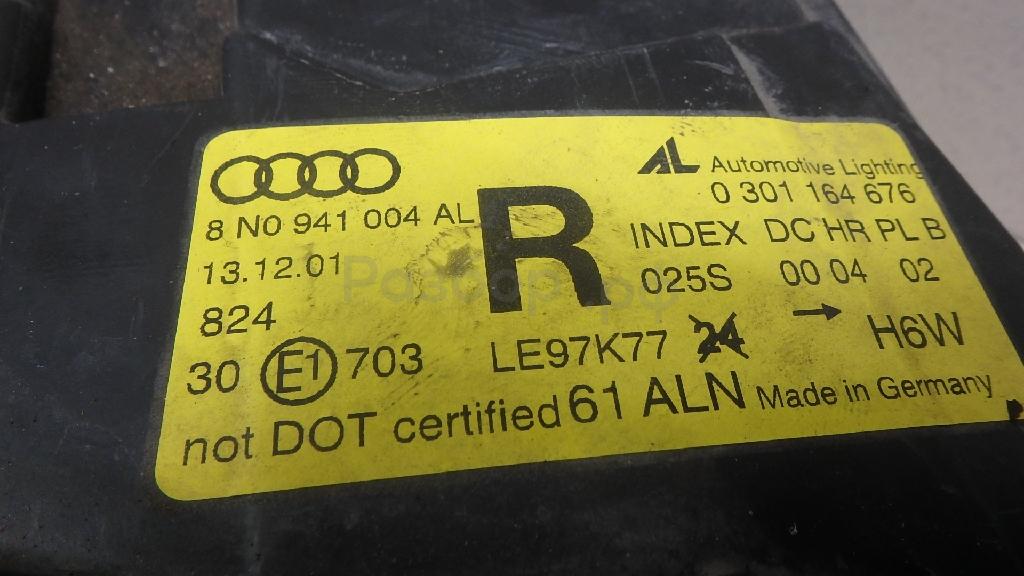 Automotive Lighting
8 N0 941 004 AL
R
0 301 164 676
13.12.01
INDEX DC HR PL B
824
025S 00 04 02
30 E1 703
LE97K77 24
H6W
not DOT certified 61 ALN Made in Germany